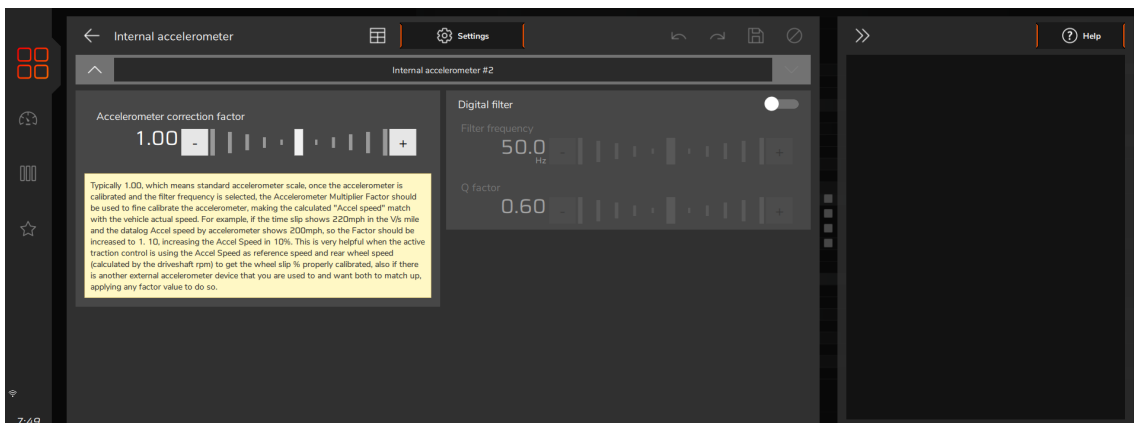 Internal accelerometer
Settings
Help
Internal accelerometer #2
Accelerometer correction factor
1.00
-
+
Typically 1.00, which means standard accelerometer scale, once the accelerometer is
calibrated and the filter frequency is selected, the Accelerometer Multiplier Factor should
be used to fine calibrate the accelerometer, making the calculated "Accel speed" match
with the vehicle actual speed. For example, if the time slip shows 220mph in the V/s mile
and the datalog Accel speed by accelerometer shows 200mph, so the Factor should be
increased to 1. 10, increasing the Accel Speed in 10%. This is very helpful when the active
traction control is using the Accel Speed as reference speed and rear wheel speed
(calculated by the driveshaft rpm) to get the wheel slip % properly calibrated, also if there
is another external accelerometer device that you are used to and want both to match up,
applying any factor value to do so.
Digital filter
Filter frequency
50.0
Hz
-
+
Q factor
0.60
-
+
7:49